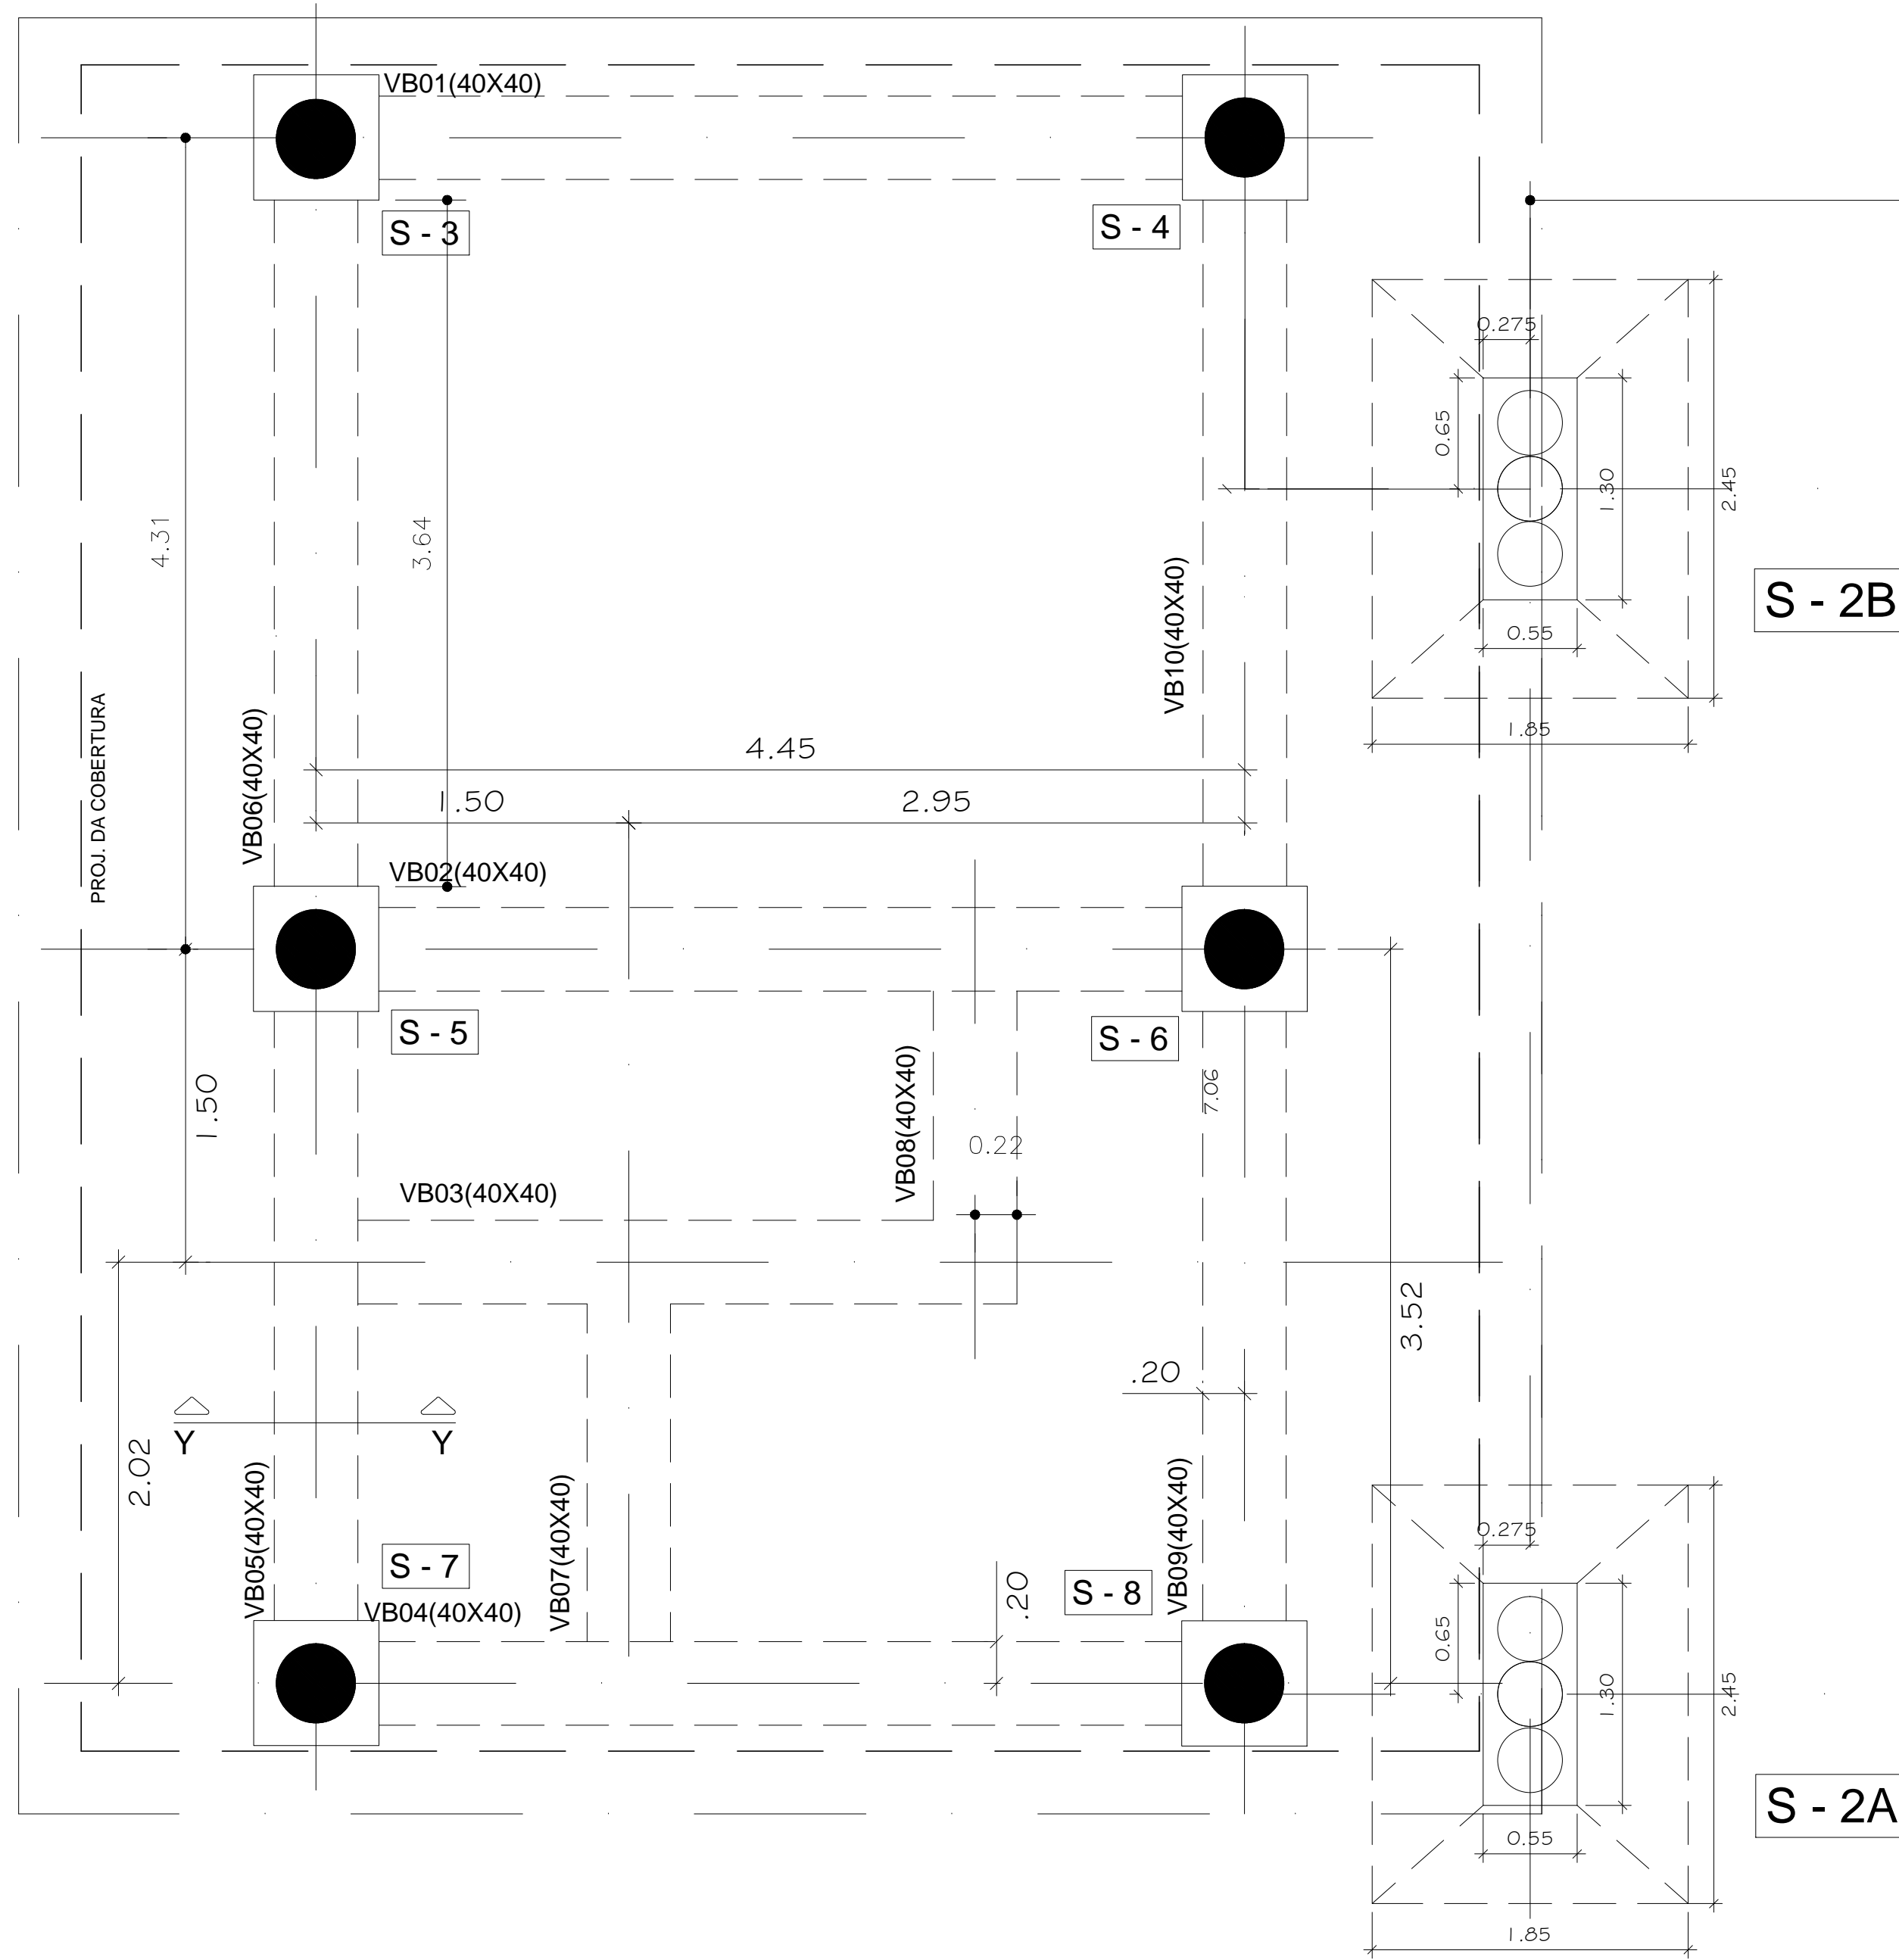 VB01(40X40)
S - 3
S - 4
0.275
0.65
1.30
2.45
4.31
3.64
S - 2B
VB10(40X40)
0.55
PROJ. DA COBERTURA
VB06(40X40)
1.85
4.45
1.50
2.95
VB02(40X40)
S - 5
S - 6
1.50
VB08(40X40)
7.06
0.22
VB03(40X40)
3.52
.20
Y
Y
2.02
VB05(40X40)
VB07(40X40)
VB09(40X40)
S - 7
VB04(40X40)
.20
S - 8
0.275
0.65
1.30
2.45
S - 2A
0.55
1.85